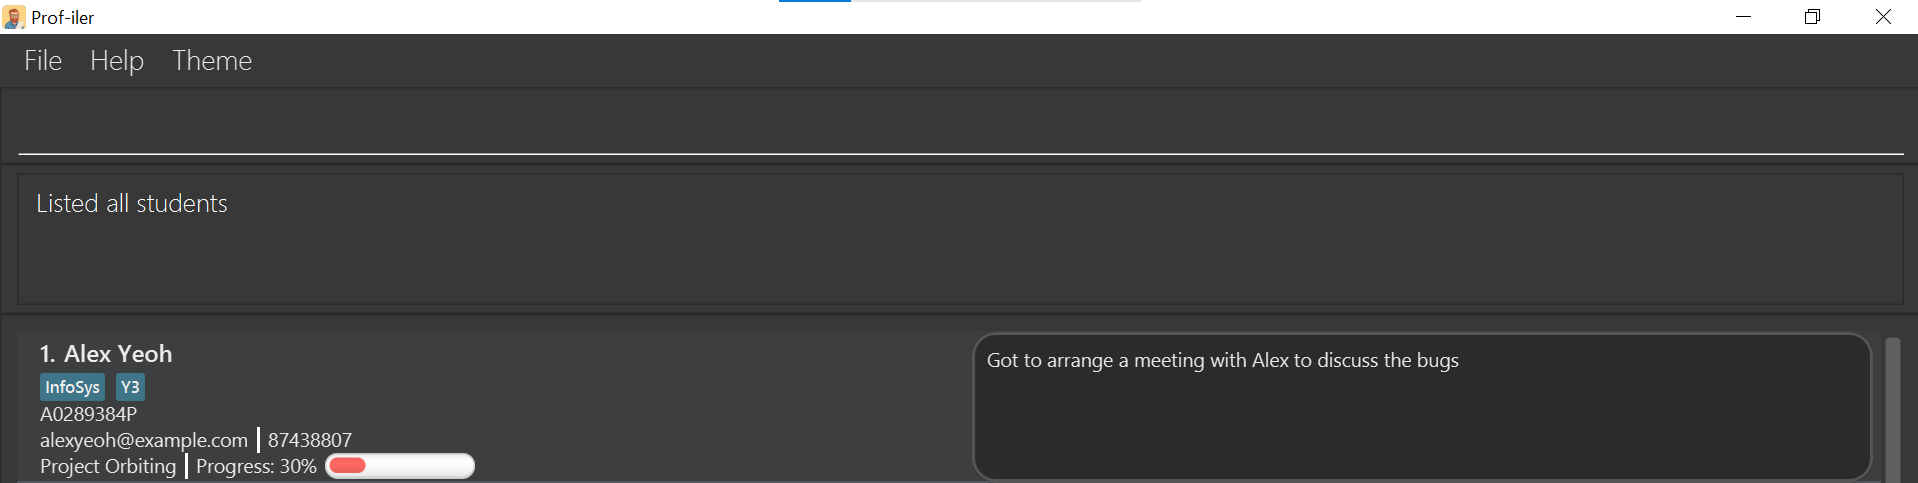 Prof-iler
File Help Theme
Listed all students
1. Alex Yeoh
InfoSys Y3
A0289384P
alexyeoh@example.com 87438807
Project Orbiting Progress: 30%
Got to arrange a meeting with Alex to discuss the bugs